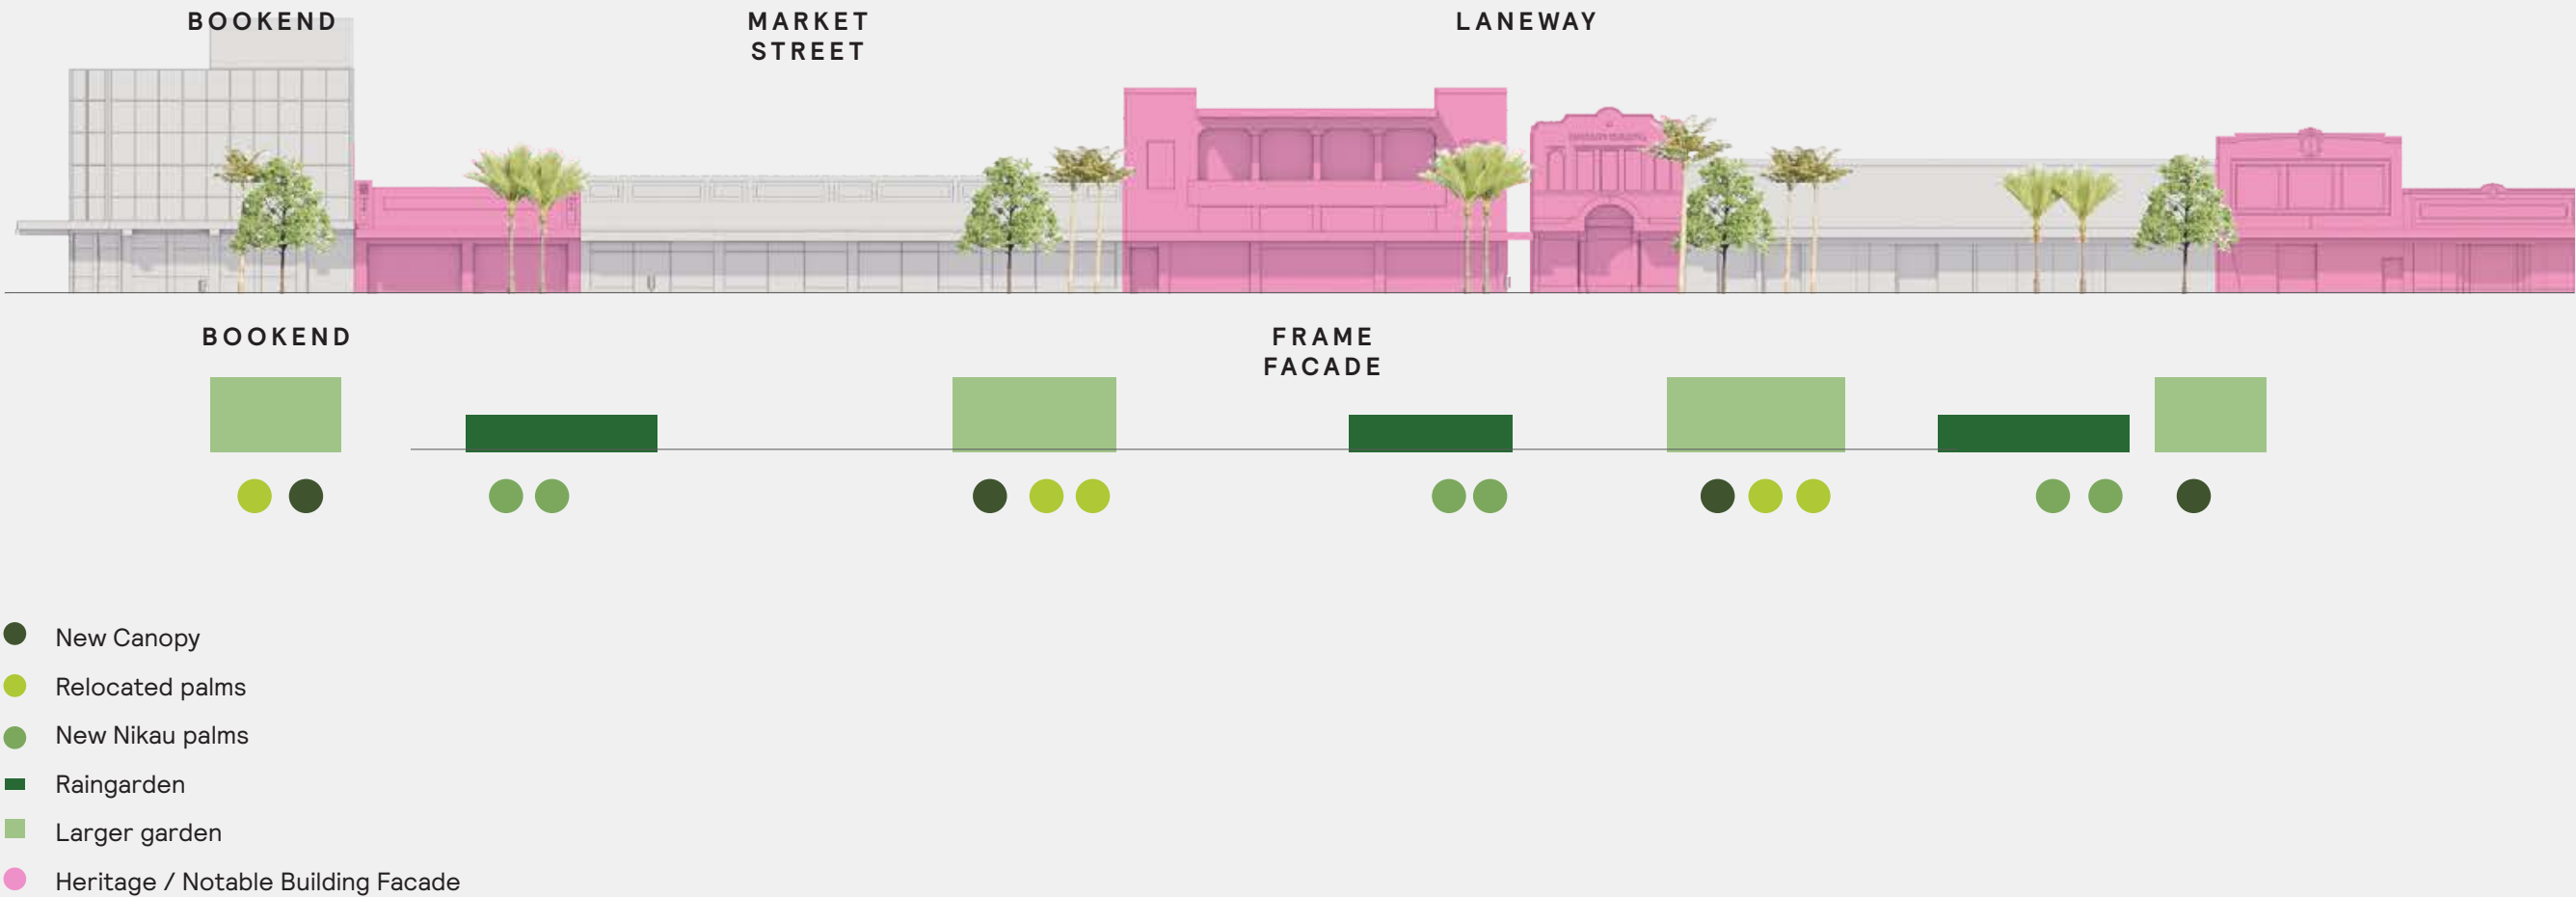 BOOKEND
MARKET
STREET
LANEWAY
BOOKEND
FRAME
FACADE
New Canopy
Relocated palms
New Nikau palms
Raingarden
Larger garden
Heritage / Notable Building Facade